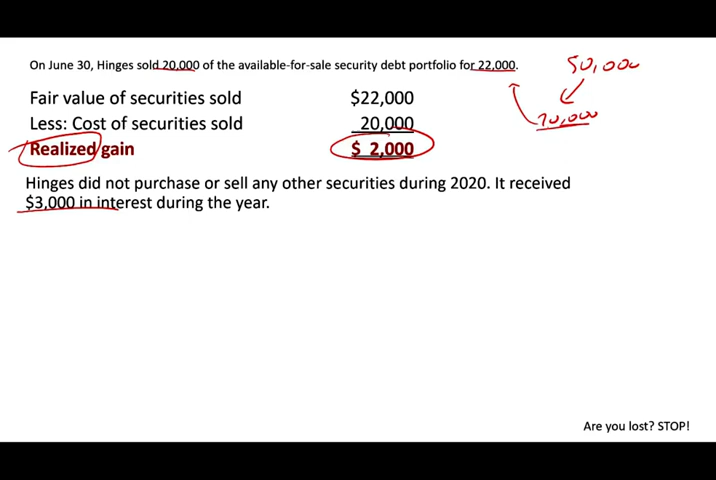 On June 30, Hinges sold 20,000 of the available-for-sale security debt portfolio for 22,000.
50,000
Fair value of securities sold $22,000
Less: Cost of securities sold 20,000
20,000
Realized gain $ 2,000
Hinges did not purchase or sell any other securities during 2020. It received
$3,000 in interest during the year.
Are you lost? STOP!